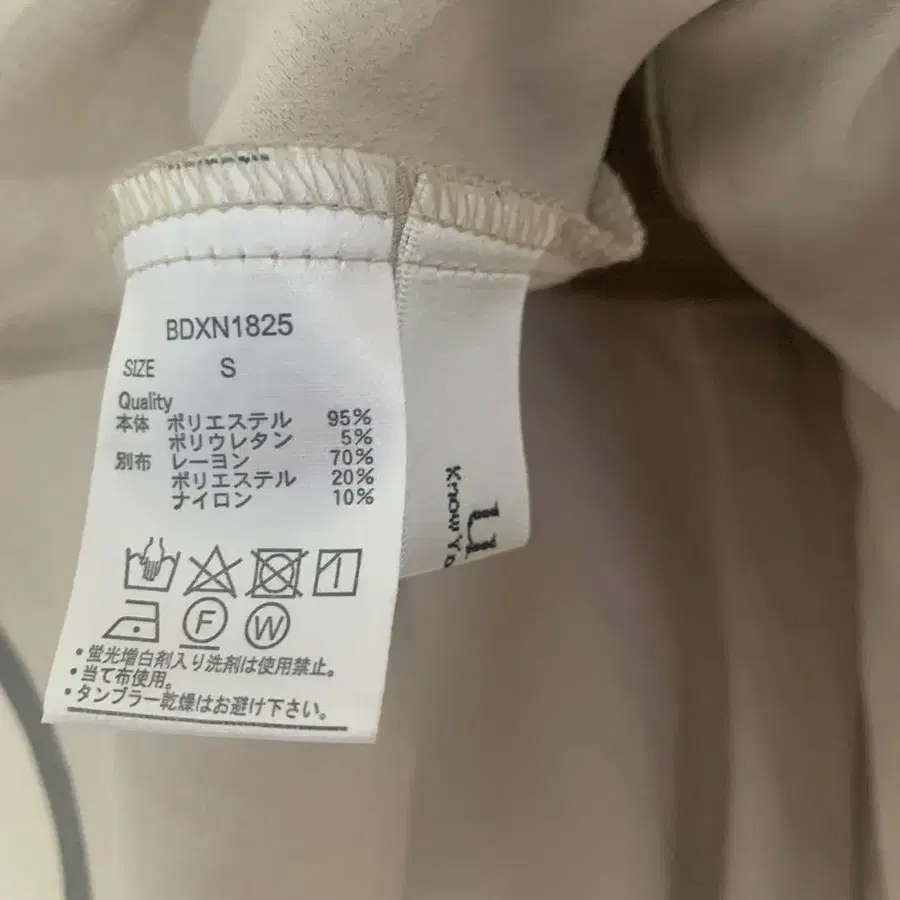 BDXN1825
SIZE S
Quality
本体 ポリエステル 95%
ポリウレタン 5%
別布 レーヨン 70%
ポリエステル 20%
ナイロン 10%
F
W
・蛍光増白剤入り洗剤は使用禁止。
・当て布使用。
・タンブラー乾燥はお避け下さい。
Know Yo